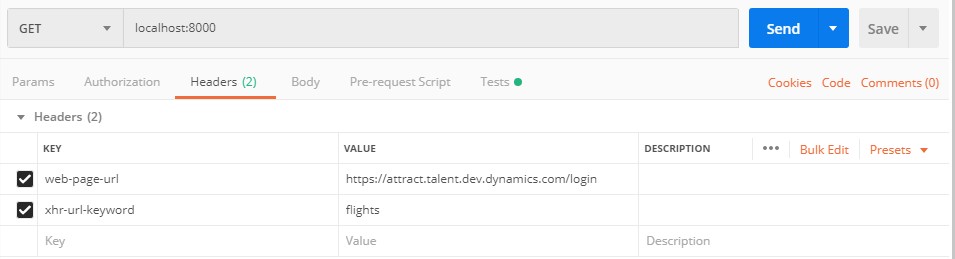 GET localhost:8000 Send Save
Params Authorization Headers (2) Body Pre-request Script Tests Cookies Code Comments (0)
Headers (2)
KEY VALUE DESCRIPTION ••• Bulk Edit Presets
web-page-url https://attract.talent.dev.dynamics.com/login
xhr-url-keyword flights
Key Value Description